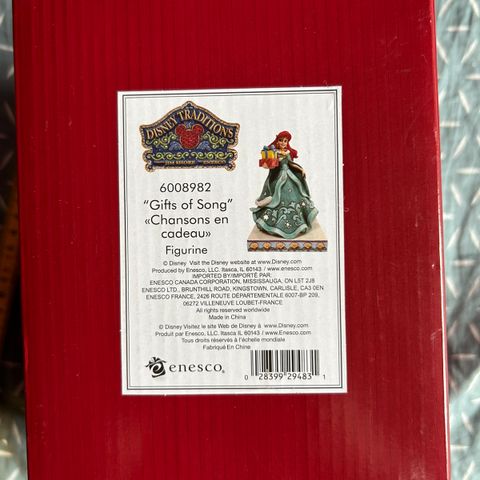 DISNEY TRADITIONS
JIM SHORE ENESCO
6008982
“Gifts of Song”
«Chansons en
cadeau»
Figurine
© Disney Visit the Disney website at www.Disney.com
Produced by Enesco, LLC. Itasca, IL 60143 / www.enesco.com
IMPORTED BY/IMPORTÉ PAR:
ENESCO CANADA CORPORATION, MISSISSAUGA, ON L5T 2J8
ENESCO LTD., BRUNTHILL ROAD, KINGSTOWN, CARLISLE, CA3 0EN
ENESCO FRANCE, 2426 ROUTE DÉPARTEMENTALE 6007-BP 209,
06272 VILLENEUVE LOUBET-FRANCE
All rights reserved worldwide
Made in China
© Disney Visitez le site Web de Disney à www.Disney.com
Produit par Enesco, LLC. Itasca, IL 60143 / www.enesco.com
Tous droits réservés à l'échelle mondiale
Fabriqué En Chine
enesco.
0 28399 29483 1